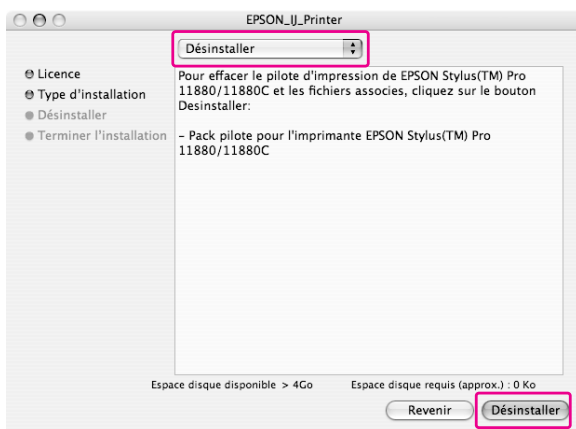 EPSON_IJ_Printer
Désinstaller
Licence
Type d'installation
Désinstaller
Terminer l'installation
Pour effacer le pilote d'impression de EPSON Stylus(TM) Pro
11880/11880C et les fichiers associes, cliquez sur le bouton
Desinstaller:
– Pack pilote pour l'imprimante EPSON Stylus(TM) Pro
11880/11880C
Espace disque disponible > 4Go
Espace disque requis (approx.) : 0 Ko
Revenir
Désinstaller